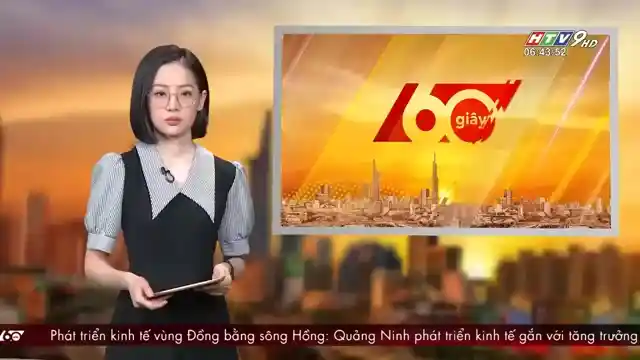 HTV9 HD
06:43:52
60 giây
60
Phát triển kinh tế vùng Đồng bằng sông Hồng: Quảng Ninh phát triển kinh tế gắn với tăng trưởng